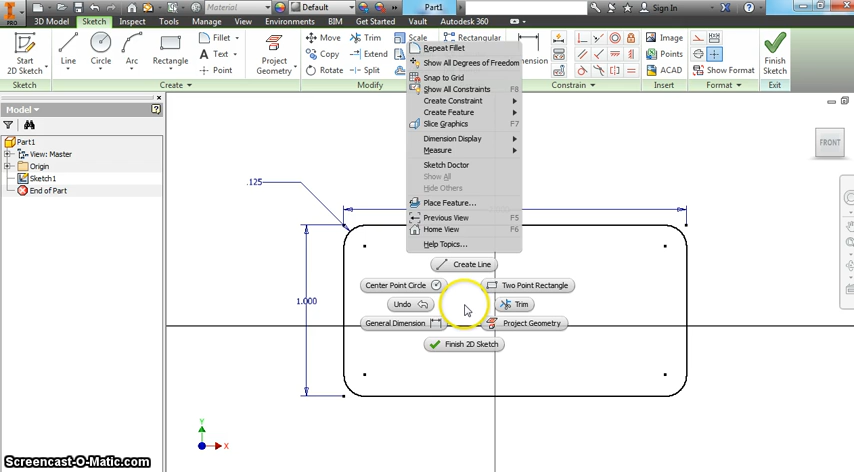 Material
Default
Part1
Sign In
PRO
3D Model Sketch Inspect Tools Manage View Environments BIM Get Started Vault Autodesk 360
Start
2D Sketch
Line
Circle
Arc
Rectangle
Fillet
Text
Point
Project
Geometry
Move
Copy
Rotate
Trim
Extend
Scale
Rectangular
Dimension
Image
Points
ACAD
Show Format
Finish
Sketch
Sketch
Create
Modify
Constrain
Insert
Format
Exit
Model
Part1
View: Master
Origin
Sketch1
End of Part
Repeat Fillet
Show All Degrees of Freedom
Snap to Grid
Show All Constraints F8
Create Constraint
Create Feature
Slice Graphics F7
Dimension Display
Measure
Sketch Doctor
Show All
Hide Others
Place Feature...
Previous View F5
Home View F6
Help Topics...
Create Line
Center Point Circle
Two Point Rectangle
Undo
Trim
General Dimension
Project Geometry
Finish 2D Sketch
.125
1.000
FRONT
Y
X
Screencast-O-Matic.com